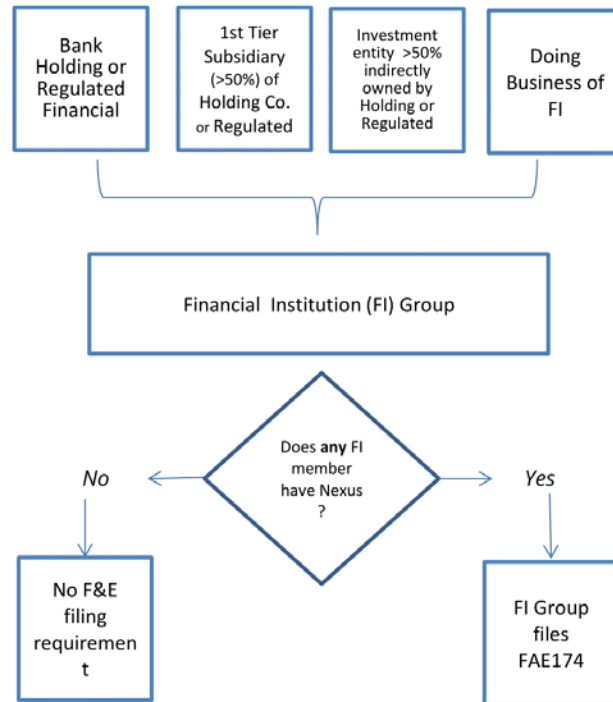 Bank
Holding or
Regulated
Financial
1st Tier
Subsidiary
(>50%) of
Holding Co.
or Regulated
Investment
entity >50%
indirectly
owned by
Holding or
Regulated
Doing
Business of
FI
Financial Institution (FI) Group
Does any FI
member
have Nexus
?
No
Yes
No F&E
filing
requiremen
t
FI Group
files
FAE174